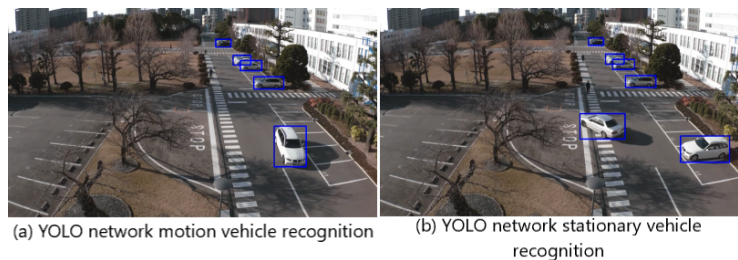 STOP
STOP
(a) YOLO network motion vehicle recognition
(b) YOLO network stationary vehicle
recognition